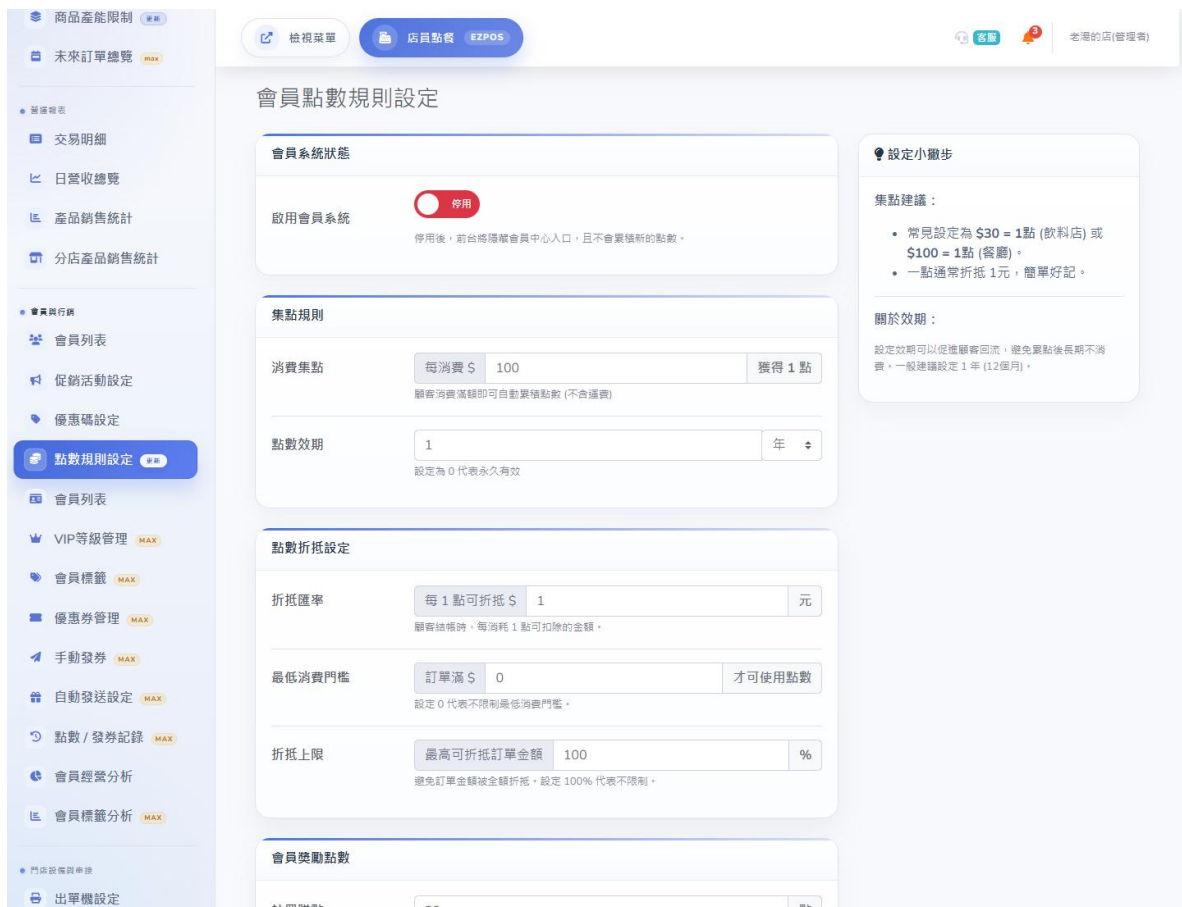 商品產能限制 更新
未來訂單總覽 max
營運報表
交易明細
日營收總覽
產品銷售統計
分店產品銷售統計
會員與行銷
會員列表
促銷活動設定
優惠碼設定
點數規則設定 更新
會員列表
VIP等級管理 MAX
會員標籤 MAX
優惠券管理 MAX
手動發券 MAX
自動發送設定 MAX
點數 / 發券記錄 MAX
會員經營分析
會員標籤分析 MAX
門店設備與串接
出單機設定
檢視菜單
店員點餐 EZPOS
客服
3
老湯的店(管理者)
會員點數規則設定
會員系統狀態
啟用會員系統
停用
停用後，前台將隱藏會員中心入口，且不會累積新的點數。
集點規則
消費集點
每消費 $ 100 獲得 1 點
顧客消費滿額即可自動累積點數 (不含運費)
點數效期
1 年
設定為 0 代表永久有效
點數折抵設定
折抵匯率
每 1 點可折抵 $ 1 元
顧客結帳時，每消耗 1 點可扣除的金額。
最低消費門檻
訂單滿 $ 0 才可使用點數
設定 0 代表不限制最低消費門檻。
折抵上限
最高可折抵訂單金額 100 %
避免訂單金額被全額折抵。設定 100% 代表不限制。
會員獎勵點數
設定小撇步
集點建議：
常見設定為 $30 = 1點 (飲料店) 或
$100 = 1點 (餐廳)。
一點通常折抵 1元，簡單好記。
關於效期：
設定效期可以促進顧客回流，避免累點後長期不消
費。一般建議設定 1 年 (12個月)。